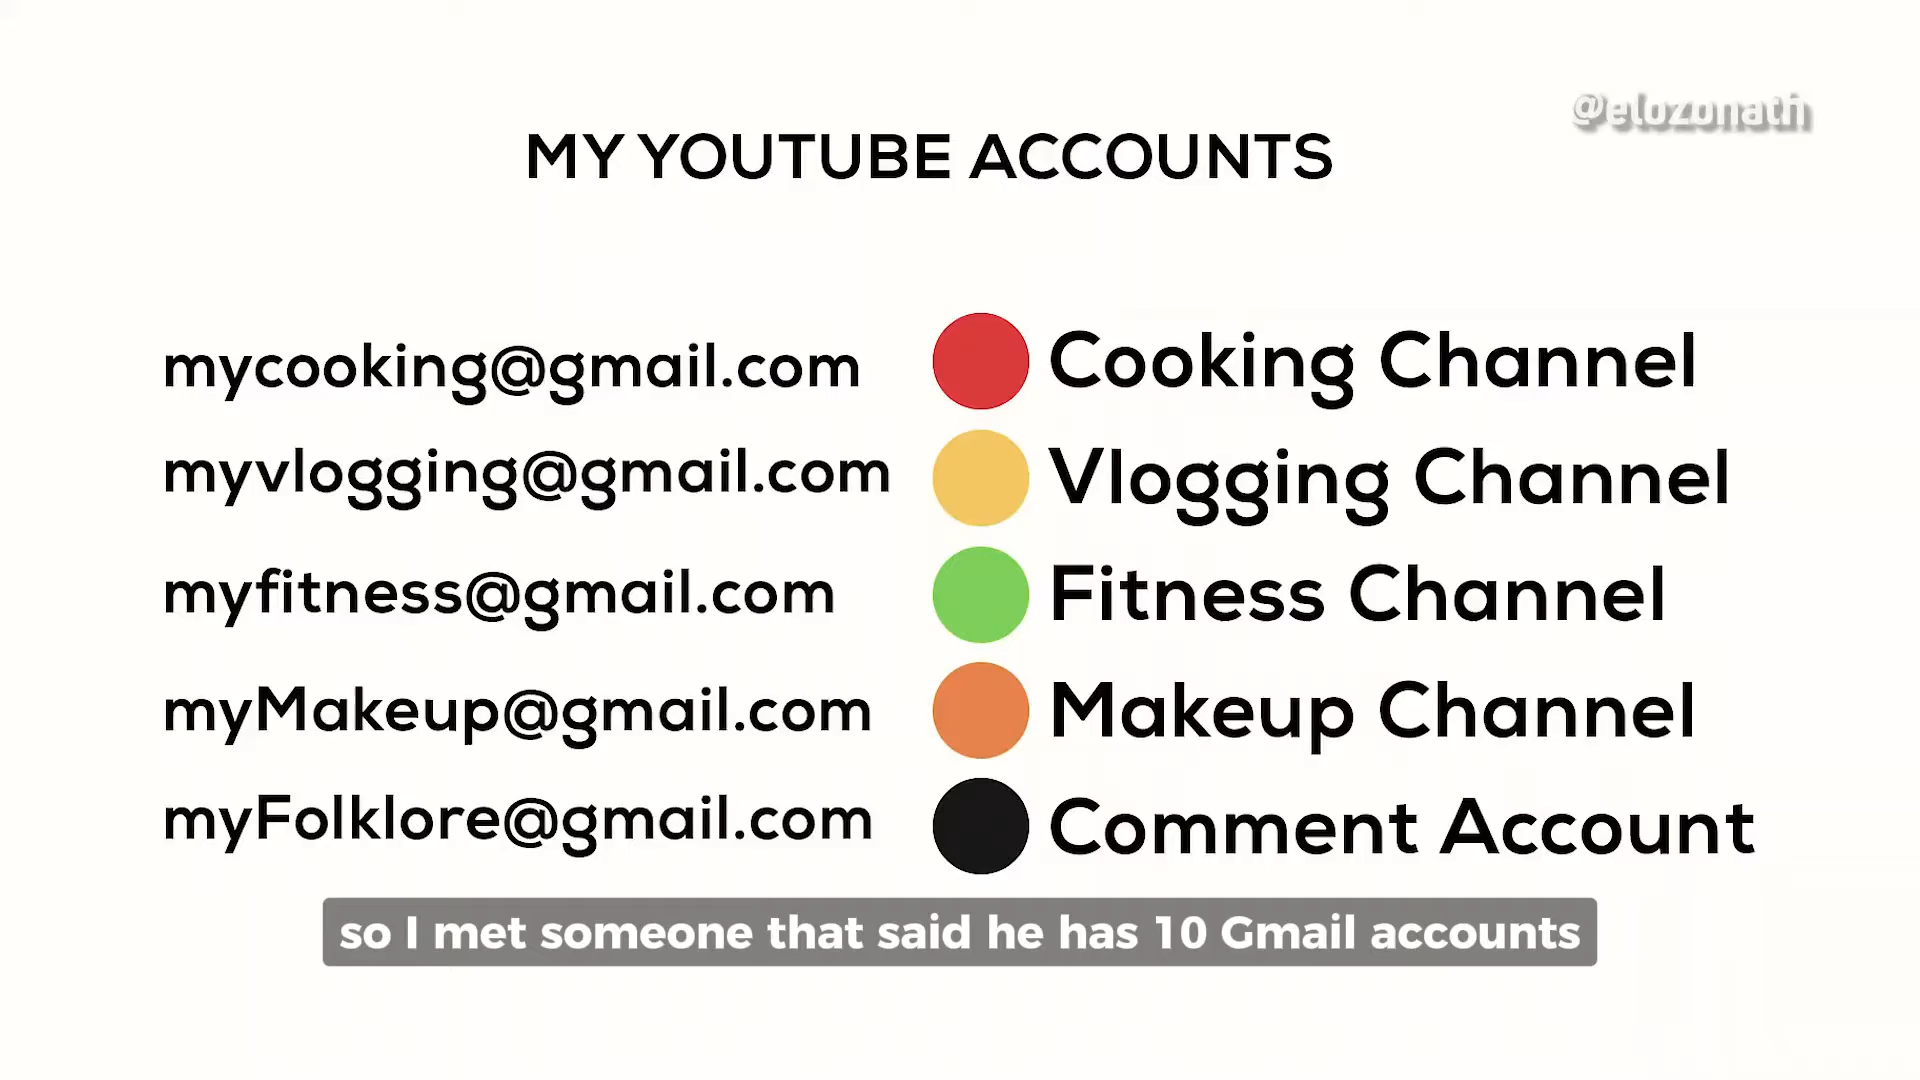 @elozonath
MY YOUTUBE ACCOUNTS
mycooking@gmail.com Cooking Channel
myvlogging@gmail.com Vlogging Channel
myfitness@gmail.com Fitness Channel
myMakeup@gmail.com Makeup Channel
myFolklore@gmail.com Comment Account
so I met someone that said he has 10 Gmail accounts